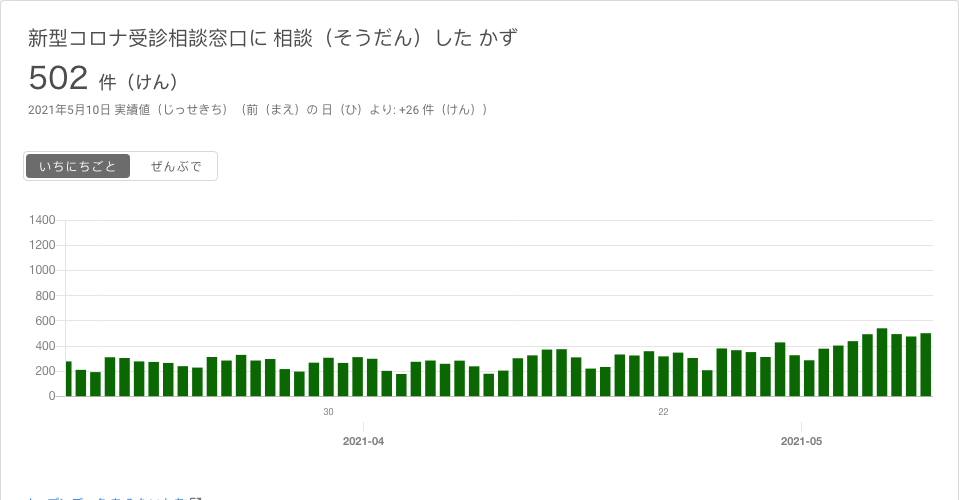 新型コロナ受診相談窓口に 相談（そうだん）した かず
502 件（けん）
2021年5月10日 実績値（じっせきち）（前（まえ）の 日（ひ）より: +26 件（けん））
いちにちごと ぜんぶで
1400
1200
1000
800
600
400
200
0
30 22
2021-04 2021-05